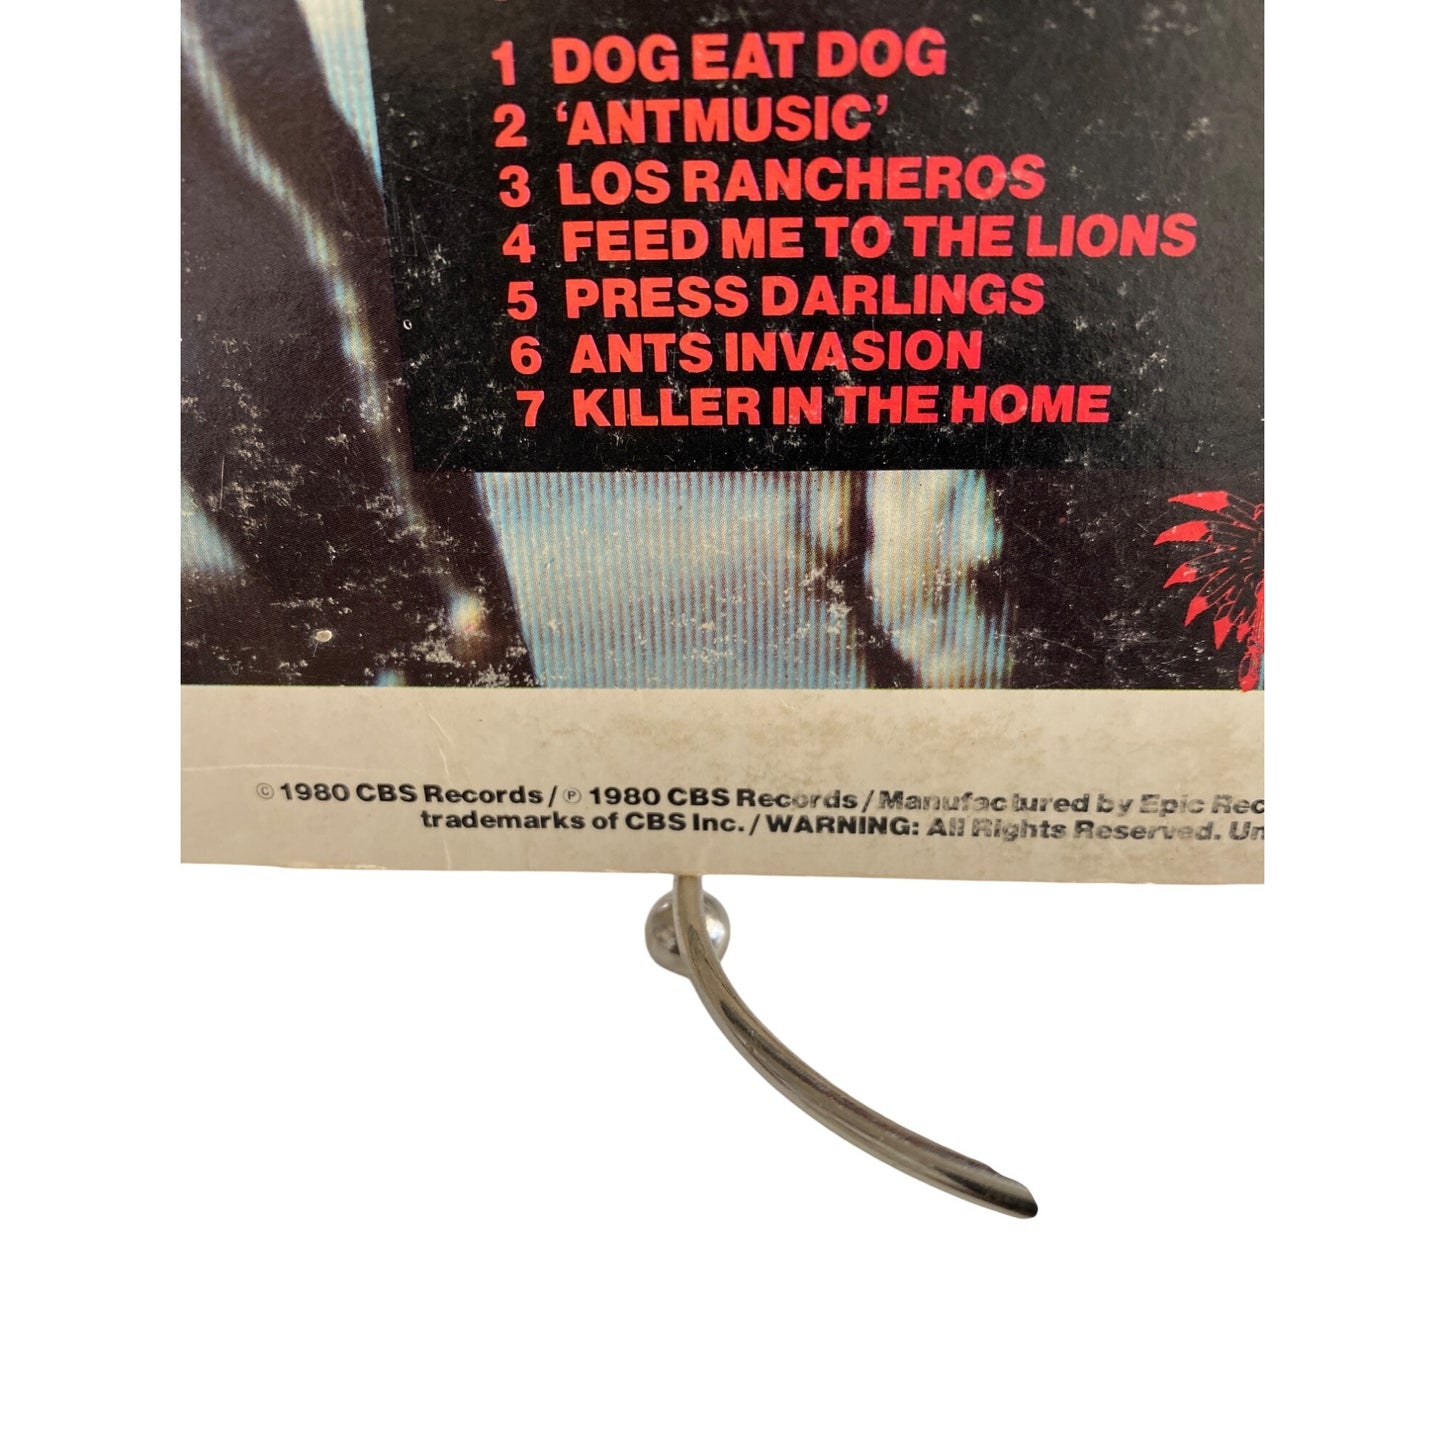 1 DOG EAT DOG
2 'ANTMUSIC'
3 LOS RANCHEROS
4 FEED ME TO THE LIONS
5 PRESS DARLINGS
6 ANTS INVASION
7 KILLER IN THE HOME
© 1980 CBS Records / ℗ 1980 CBS Records / Manufactured by Epic Rec
trademarks of CBS Inc. / WARNING: All Rights Reserved. Un